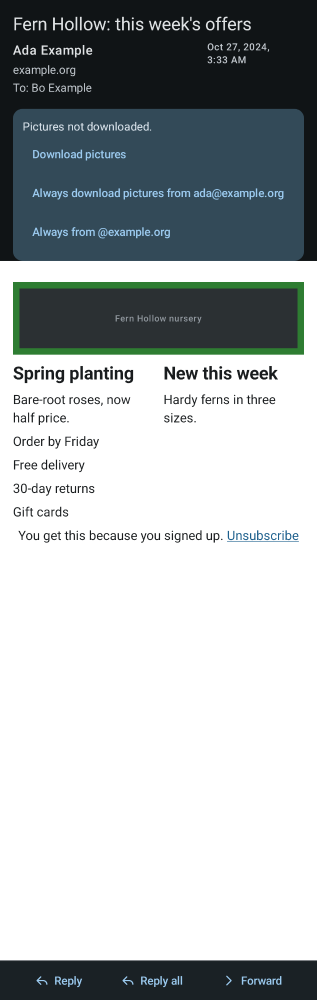 Fern Hollow: this week's offers
Ada Example
Oct 27, 2024,
3:33 AM
example.org
To: Bo Example
Pictures not downloaded.
Download pictures
Always download pictures from ada@example.org
Always from @example.org
Fern Hollow nursery
Spring planting
Bare-root roses, now
half price.
Order by Friday
Free delivery
30-day returns
Gift cards
New this week
Hardy ferns in three
sizes.
You get this because you signed up. Unsubscribe
Reply
Reply all
Forward